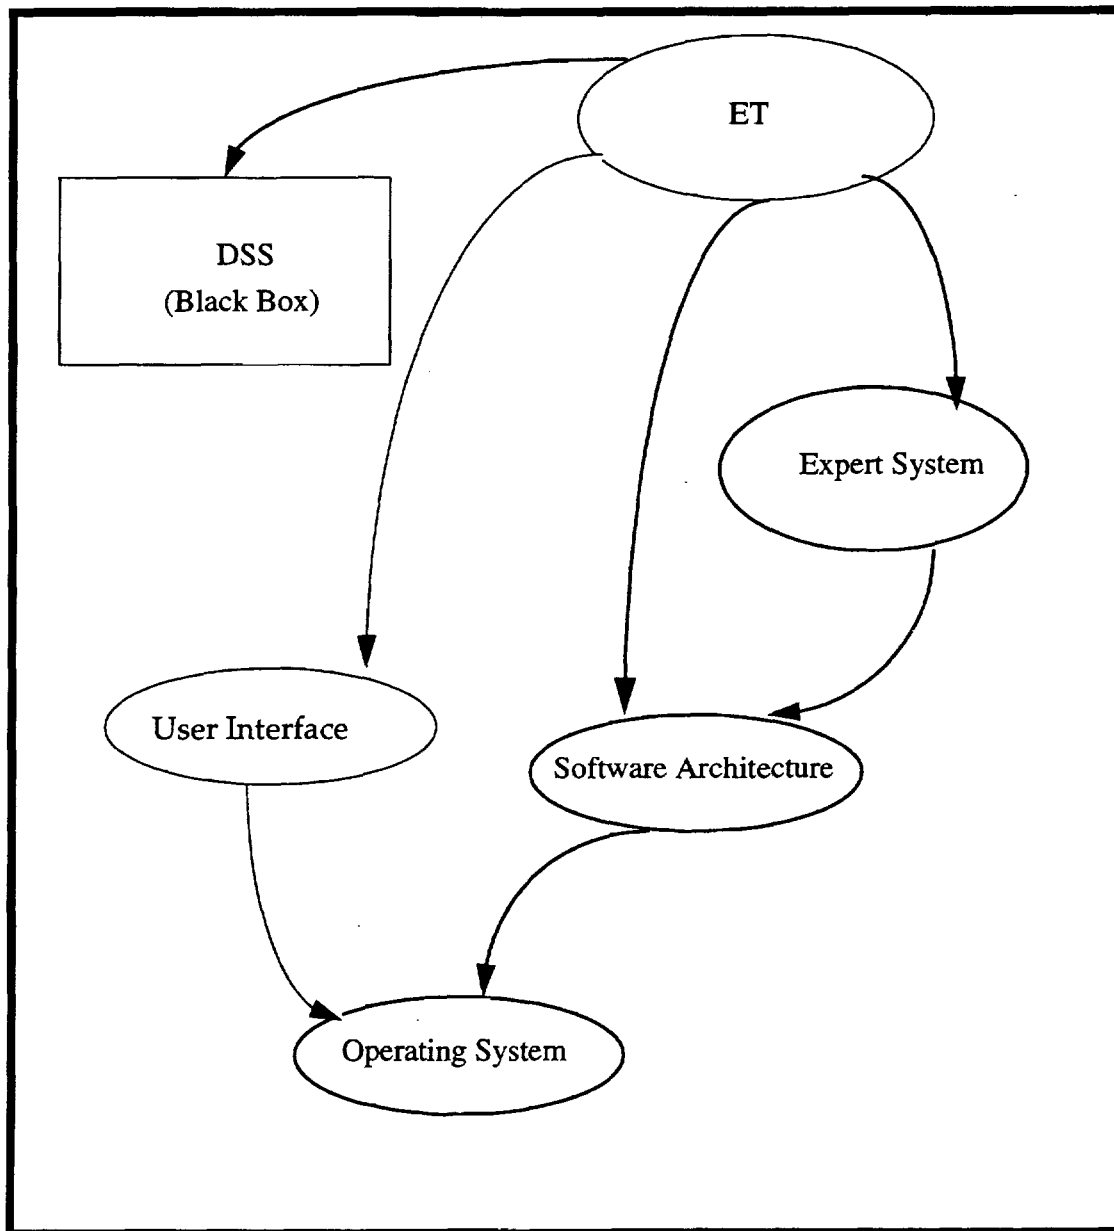 ET
DSS
(Black Box)
Expert System
User Interface
Software Architecture
Operating System